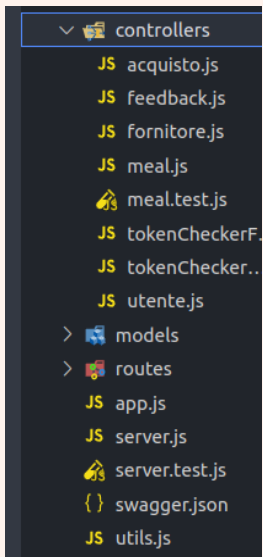 controllers
JS acquisto.js
JS feedback.js
JS fornitore.js
JS meal.js
meal.test.js
JS tokenCheckerF.
JS tokenChecker...
JS utente.js
models
routes
JS app.js
JS server.js
server.test.js
{} swagger.json
JS utils.js